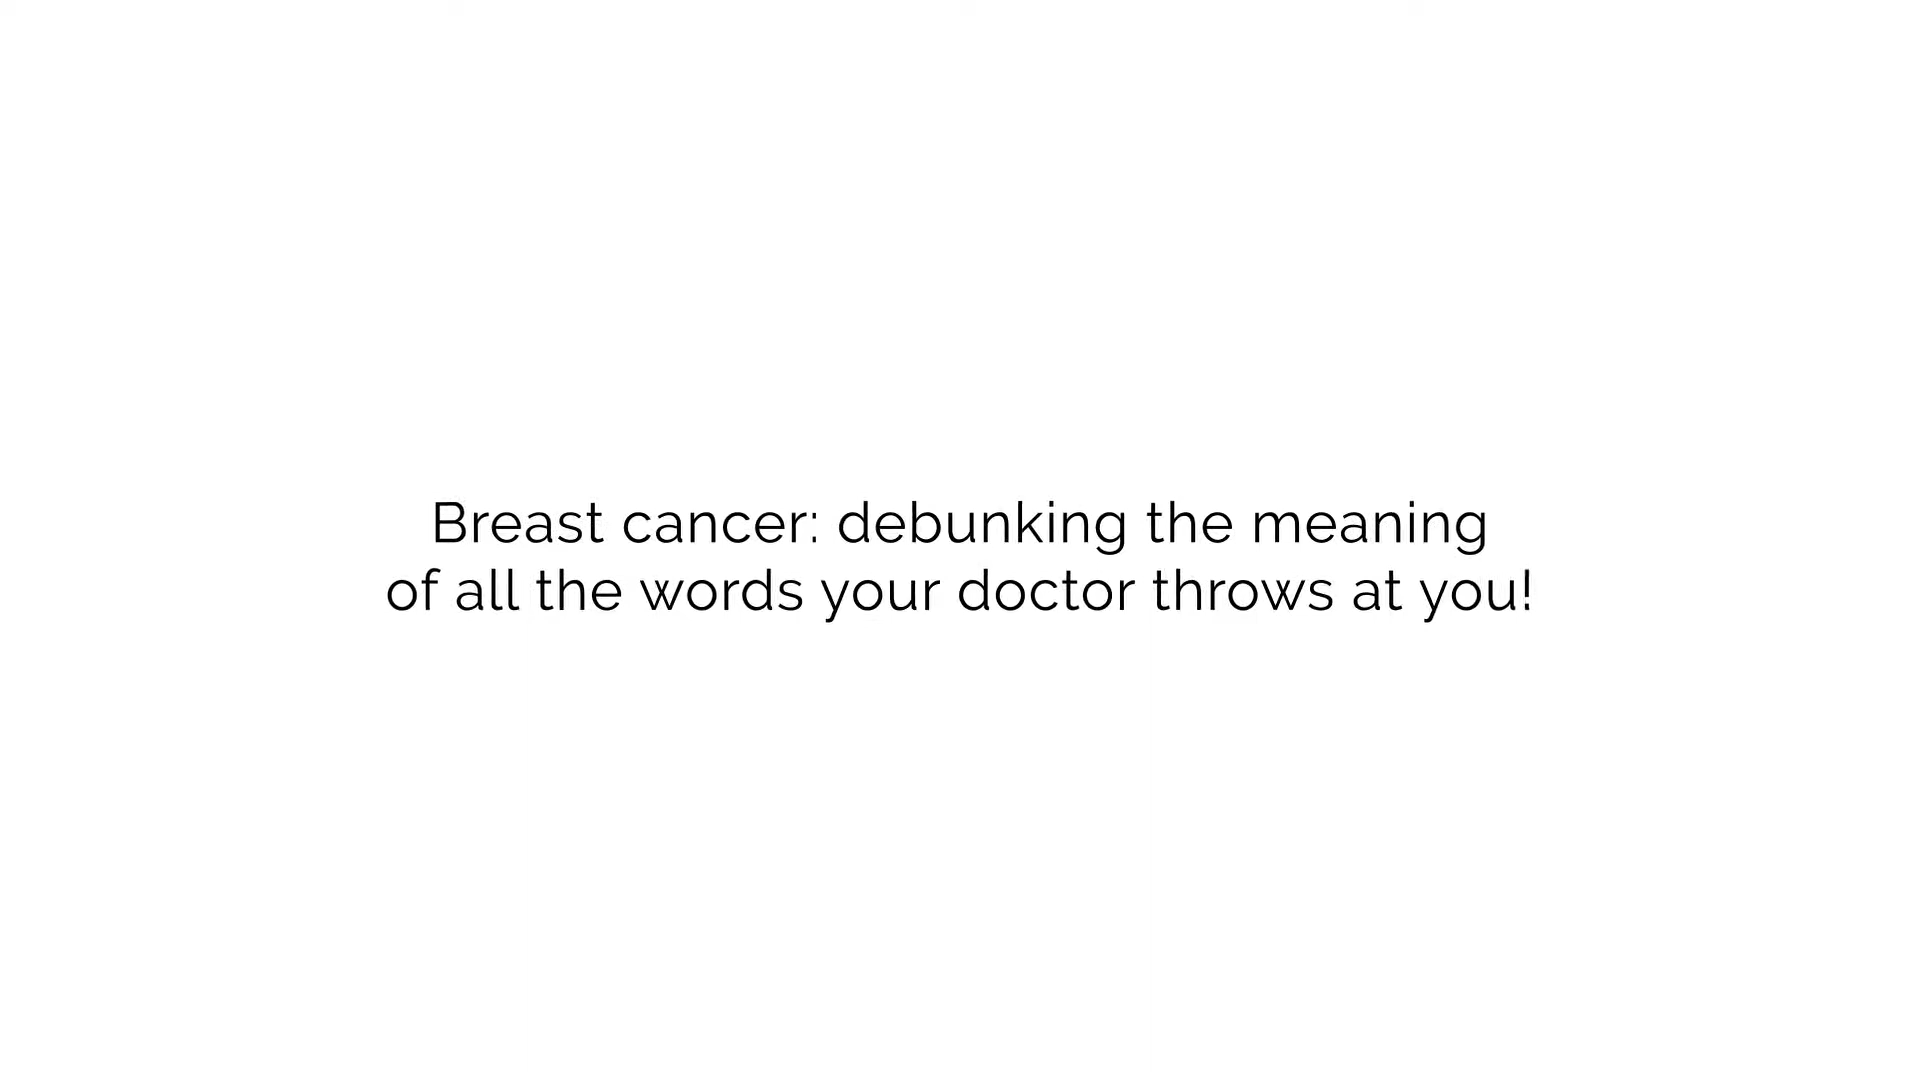 Breast cancer: debunking the meaning
of all the words your doctor throws at you!